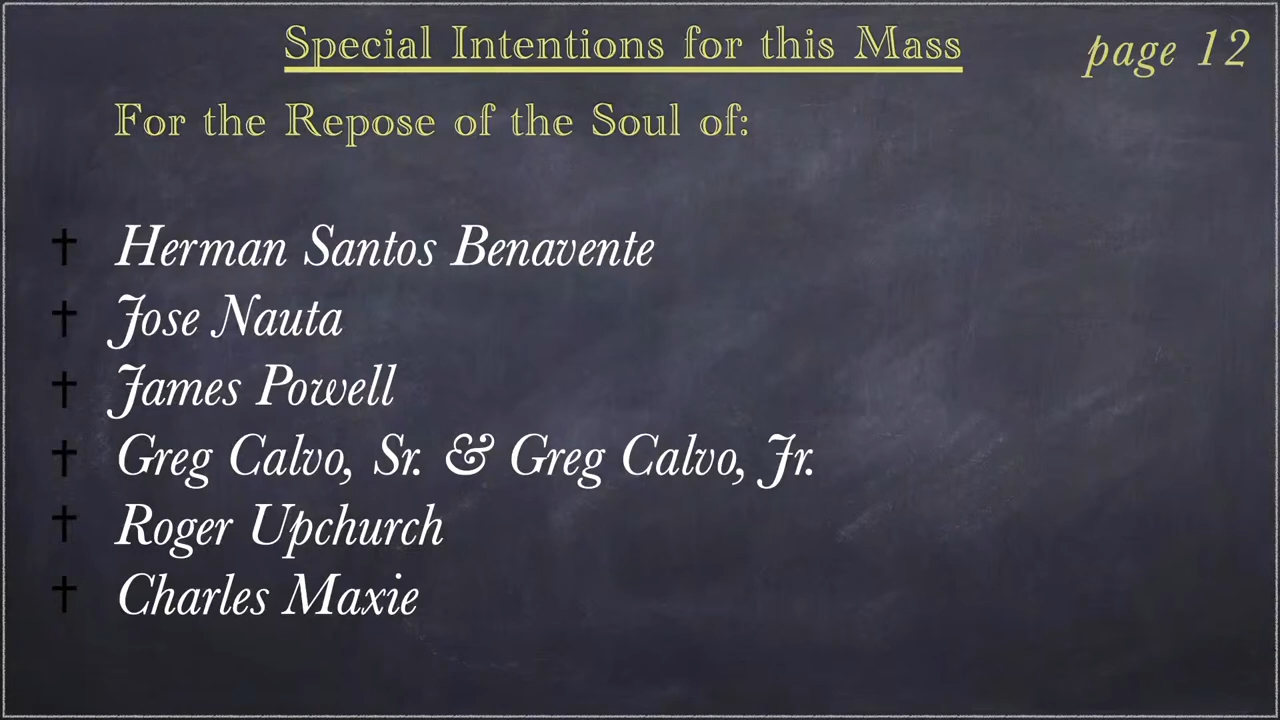 Special Intentions for this Mass
page 12
For the Repose of the Soul of:
† Herman Santos Benavente
† Jose Nauta
† James Powell
† Greg Calvo, Sr. & Greg Calvo, Jr.
† Roger Upchurch
† Charles Maxie